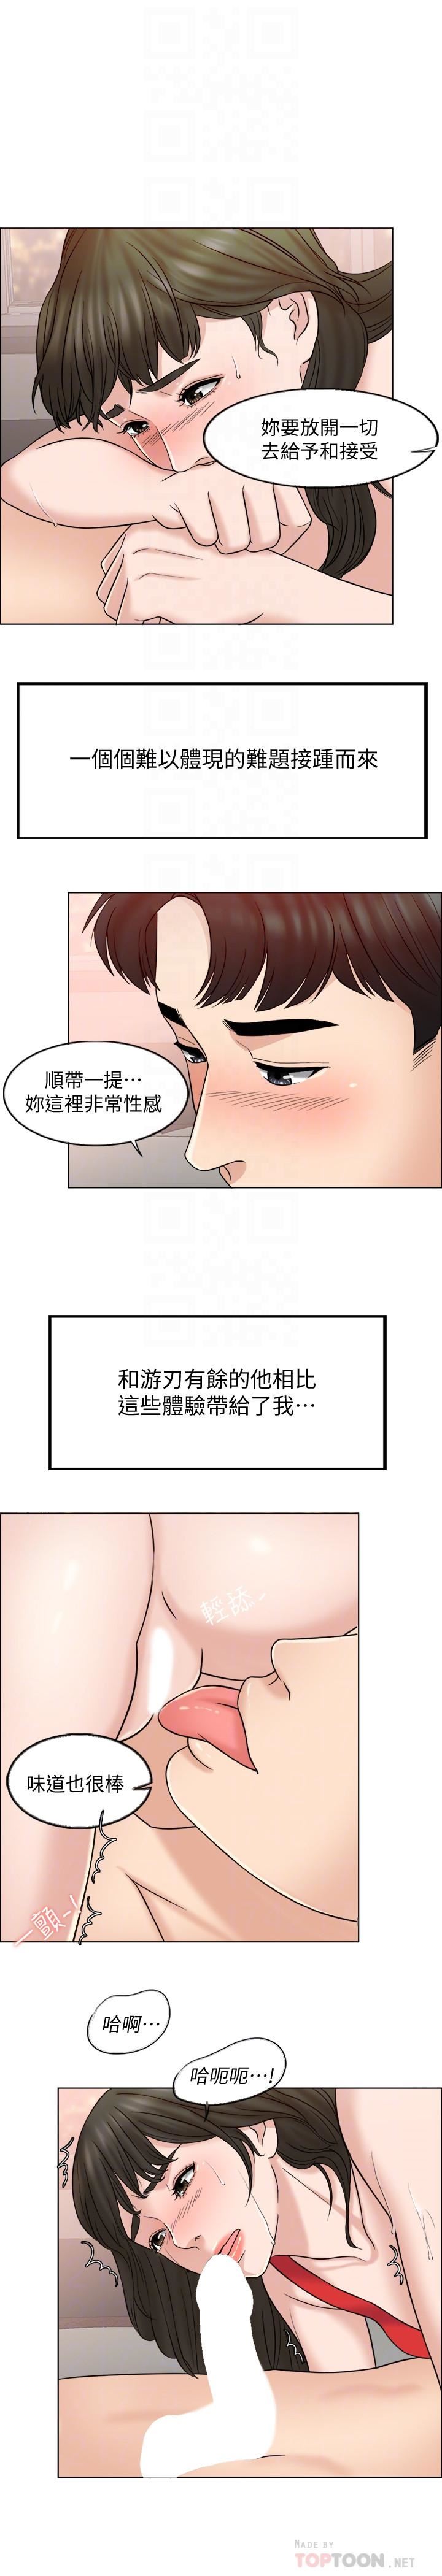 妳要放開一切
去給予和接受
一個個難以體現的難題接踵而來
順帶一提⋯
妳這裡非常性感
和游刃有餘的他相比
這些體驗帶給了我⋯
輕舔~
味道也很棒
一顫~!
哈啊⋯
哈呃呃⋯!
MADE BY
TOPTOON.NET